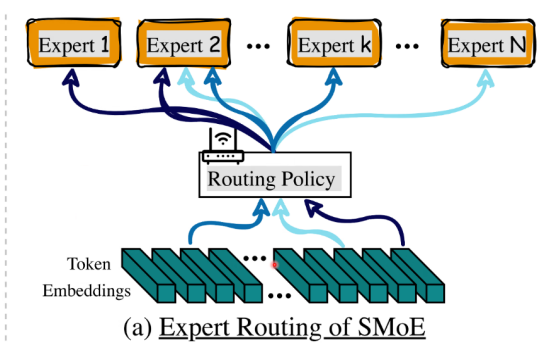 Expert 1
Expert 2
...
Expert k
...
Expert N
Routing Policy
Token
Embeddings
...
...
(a) Expert Routing of SMoE